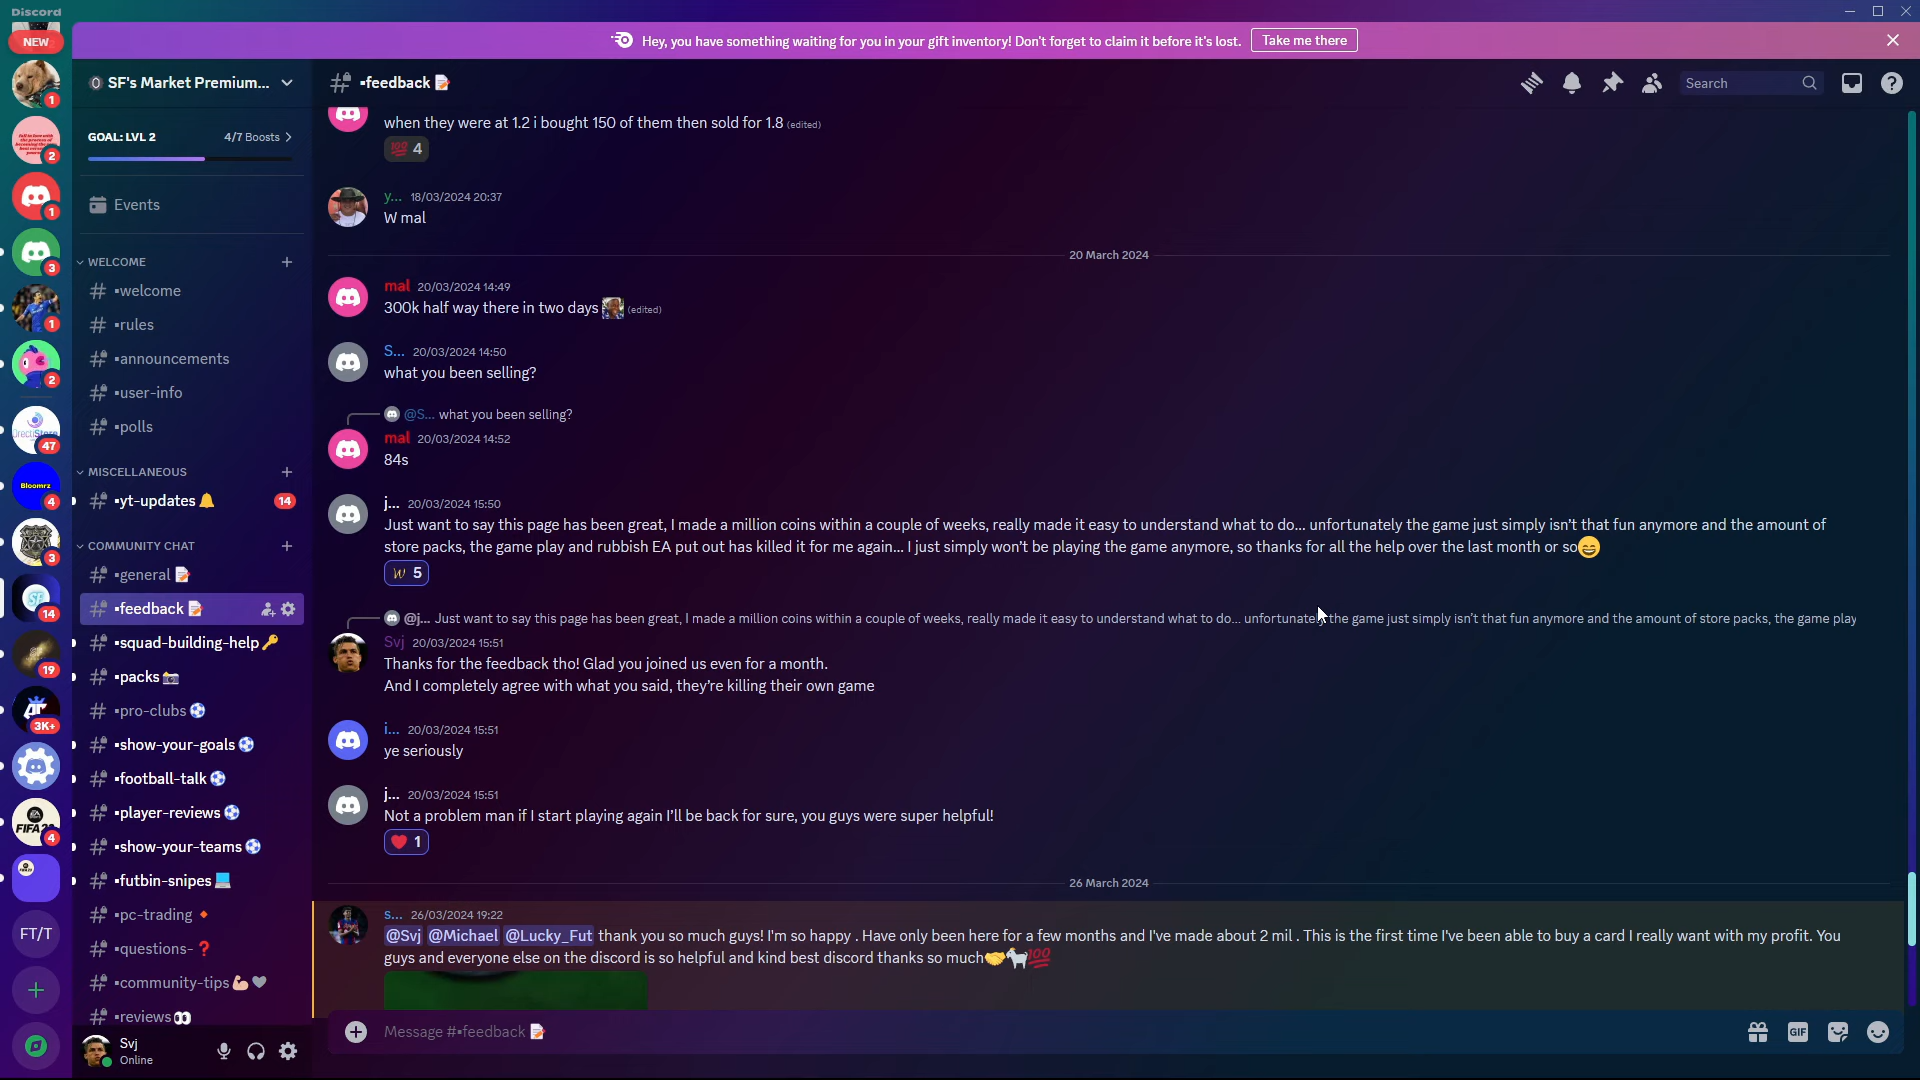 Discord
NEW
Hey, you have something waiting for you in your gift inventory! Don't forget to claim it before it's lost.
Take me there
SF's Market Premium...
GOAL: LVL 2
4/7 Boosts
Events
WELCOME
welcome
rules
announcements
user-info
polls
MISCELLANEOUS
yt-updates🔔
14
COMMUNITY CHAT
general📝
feedback📝
squad-building-help🔑
packs📸
pro-clubs⚽
show-your-goals⚽
football-talk⚽
player-reviews⚽
show-your-teams⚽
futbin-snipes💻
pc-trading🔸
questions-❓
community-tips💪🏻🩶
reviews👀
Svj
Online
1
2
1
3
1
2
47
Bloomrz
4
3
SF
14
19
3K+
FIFA
4
FT/T
feedback📝
Search
when they were at 1.2 i bought 150 of them then sold for 1.8 (edited)
💯 4
y... 18/03/2024 20:37
W mal
20 March 2024
mal 20/03/2024 14:49
300k half way there in two days (edited)
S... 20/03/2024 14:50
what you been selling?
@S... what you been selling?
mal 20/03/2024 14:52
84s
j... 20/03/2024 15:50
Just want to say this page has been great, I made a million coins within a couple of weeks, really made it easy to understand what to do... unfortunately the game just simply isn't that fun anymore and the amount of
store packs, the game play and rubbish EA put out has killed it for me again... I just simply won't be playing the game anymore, so thanks for all the help over the last month or so😄
W 5
@j... Just want to say this page has been great, I made a million coins within a couple of weeks, really made it easy to understand what to do... unfortunately the game just simply isn't that fun anymore and the amount of store packs, the game play
Svj 20/03/2024 15:51
Thanks for the feedback tho! Glad you joined us even for a month.
And I completely agree with what you said, they're killing their own game
i... 20/03/2024 15:51
ye seriously
j... 20/03/2024 15:51
Not a problem man if I start playing again I'll be back for sure, you guys were super helpful!
❤️ 1
26 March 2024
s... 26/03/2024 19:22
@Svj @Michael @Lucky_Fut thank you so much guys! I'm so happy . Have only been here for a few months and I've made about 2 mil . This is the first time I've been able to buy a card I really want with my profit. You
guys and everyone else on the discord is so helpful and kind best discord thanks so much🤝🐐💯
Message #▪feedback📝
GIF